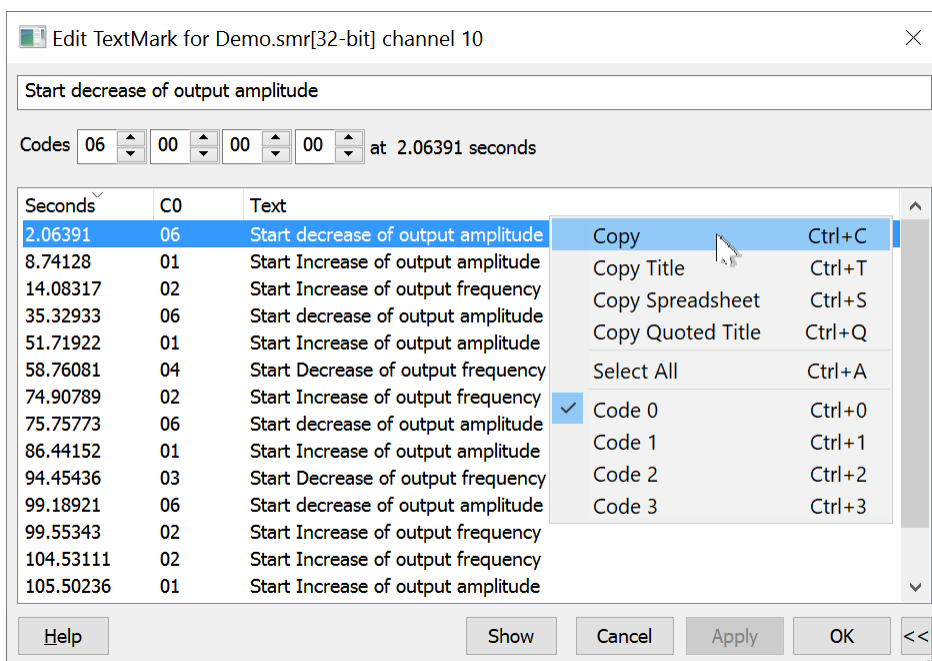 Edit TextMark for Demo.smr[32-bit] channel 10
Start decrease of output amplitude
Codes 06 00 00 00 at 2.06391 seconds
Seconds C0 Text
2.06391 06 Start decrease of output amplitude
8.74128 01 Start Increase of output amplitude
14.08317 02 Start Increase of output frequency
35.32933 06 Start decrease of output amplitude
51.71922 01 Start Increase of output amplitude
58.76081 04 Start Decrease of output frequency
74.90789 02 Start Increase of output frequency
75.75773 06 Start decrease of output amplitude
86.44152 01 Start Increase of output amplitude
94.45436 03 Start Decrease of output frequency
99.18921 06 Start decrease of output amplitude
99.55343 02 Start Increase of output frequency
104.53111 02 Start Increase of output frequency
105.50236 01 Start Increase of output amplitude
Copy Ctrl+C
Copy Title Ctrl+T
Copy Spreadsheet Ctrl+S
Copy Quoted Title Ctrl+Q
Select All Ctrl+A
Code 0 Ctrl+0
Code 1 Ctrl+1
Code 2 Ctrl+2
Code 3 Ctrl+3
Help Show Cancel Apply OK <<